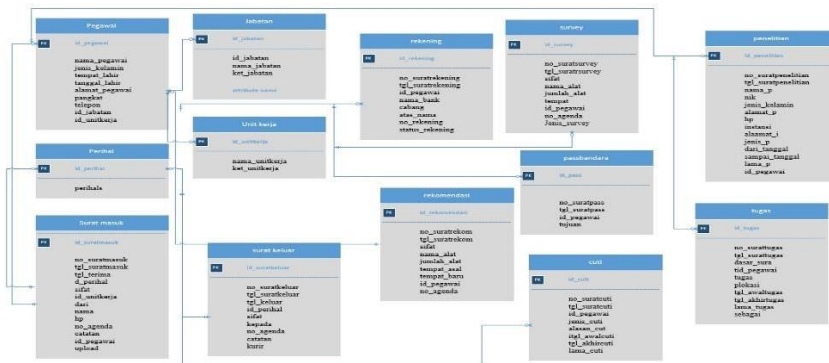 Pegawai
PK id_pegawai
nama_pegawai
jenis_kelamin
tempat_lahir
tanggal_lahir
alamat_pegawai
pangkat
telepon
id_jabatan
id_unitkerja
Jabatan
PK id_jabatan
id_jabatan
nama_jabatan
ket_jabatan
attribute name
rekening
PK id_rekening
no_suratrekening
tgl_suratrekening
id_pegawai
nama_bank
cabang
atas_nama
no_rekening
status_rekening
survey
PK id_survey
no_suratsurvey
tgl_suratsurvey
sifat
nama_alat
jumlah_alat
tempat
id_pegawai
no_agenda
Jenis_survey
penelitian
PK id_penelitian
no_suratpenelitian
tgl_suratpenelitian
nama_p
nik
jenis_kelamin
alamat_p
hp
instansi
alaamat_i
jenis_p
dari_tanggal
sampai_tanggal
lama_p
id_pegawai
Unit kerja
PK id_unitkerja
nama_unitkerja
ket_unitkerja
Perihal
PK id_perihal
perihals
passbandara
PK id_pass
no_suratpass
tgl_suratpass
id_pegawai
tujuan
Surat masuk
PK id_suratmasuk
no_suratmasuk
tgl_suratmasuk
tgl_terima
d_perihal
sifat
id_unitkerja
dari
nama
hp
no_agenda
catatan
id_pegawai
upload
surat keluar
PK id_suratkeluar
no_suratkeluar
tgl_suratkeluar
tgl_keluar
id_perihal
sifat
kepada
no_agenda
catatan
kurir
rekomendasi
PK id_rekomendasi
no_suratrekom
tgl_suratrekom
sifat
nama_alat
jumlah_alat
tempat_asal
tempat_baru
id_pegawai
no_agenda
cuti
PK id_cuti
no_suratcuti
tgl_suratcuti
id_pegawai
jenis_cut
alasan_cut
itgl_awalcuti
tgl_akhircuti
lama_cuti
tugas
PK id_tugas
no_surattugas
tgl_surattugas
dasar_sura
tid_pegawai
tugas
plokasi
tgl_awaltugas
tgl_akhirtugas
lama_tugas
sebagai